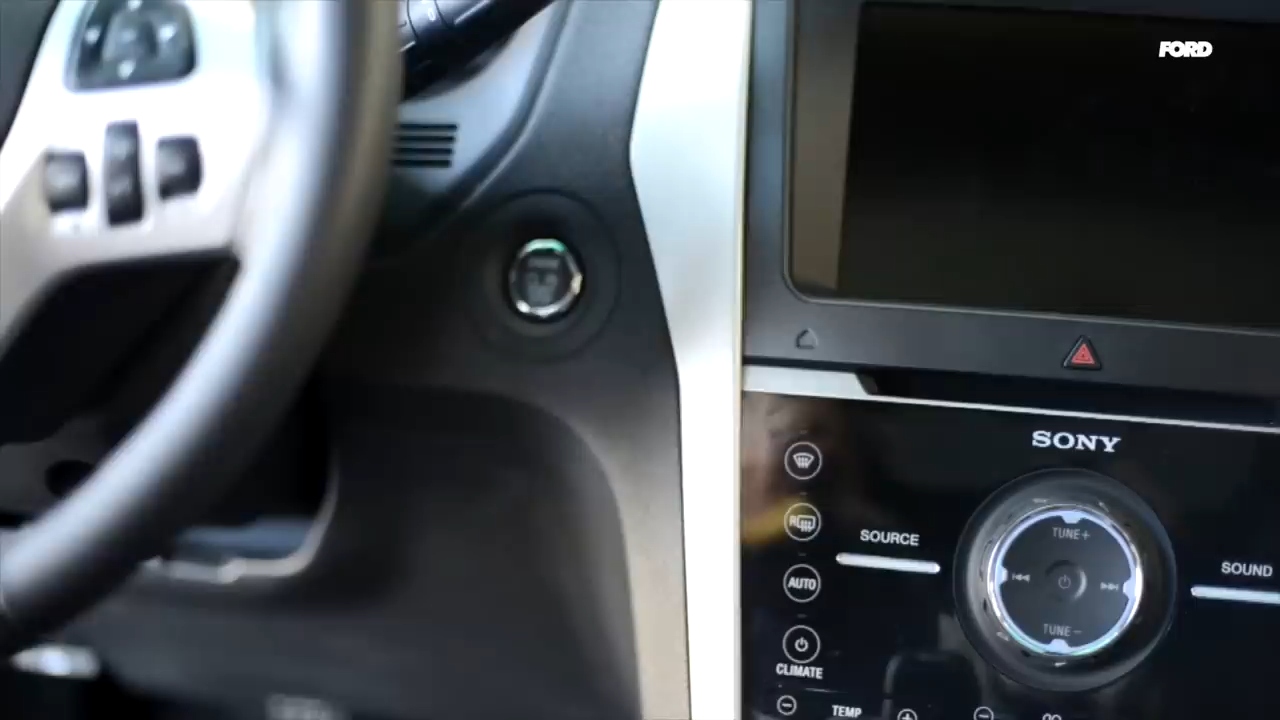 FORD
SONY
R
SOURCE
TUNE+
SOUND
AUTO
TUNE-
CLIMATE
TEMP